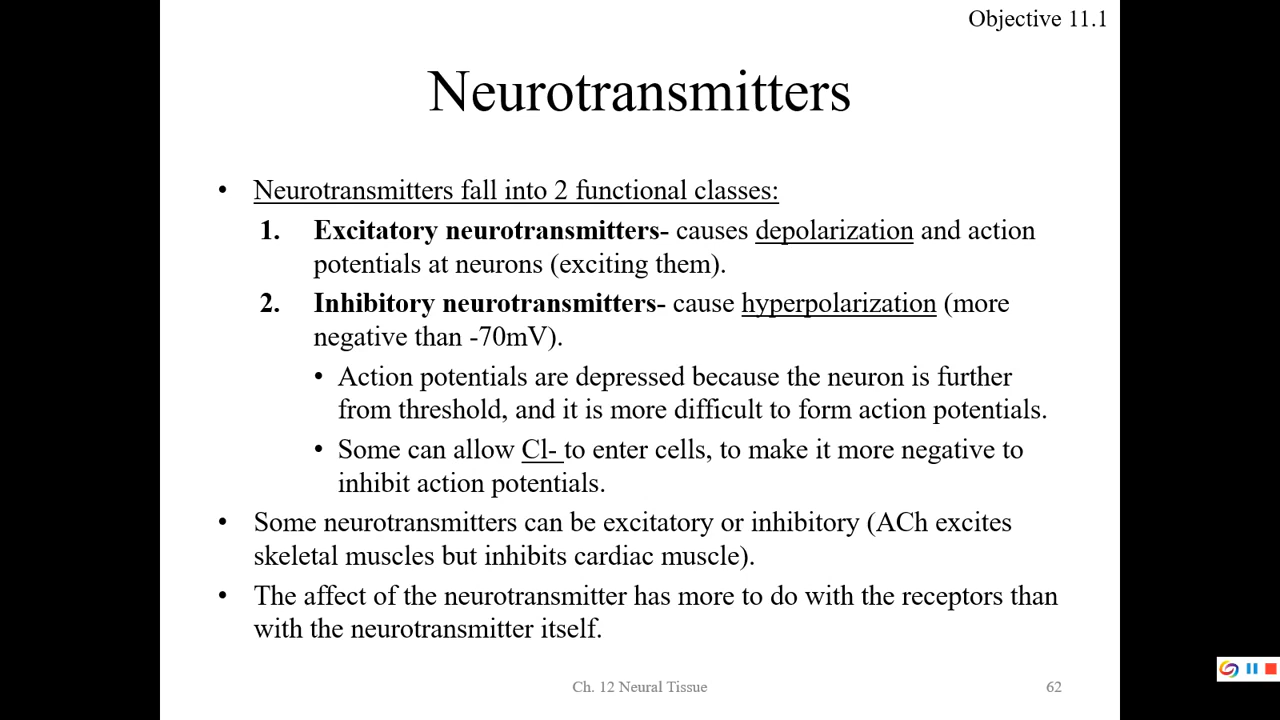 Objective 11.1
Neurotransmitters
• Neurotransmitters fall into 2 functional classes:
1. Excitatory neurotransmitters- causes depolarization and action
potentials at neurons (exciting them).
2. Inhibitory neurotransmitters- cause hyperpolarization (more
negative than -70mV).
• Action potentials are depressed because the neuron is further
from threshold, and it is more difficult to form action potentials.
• Some can allow Cl- to enter cells, to make it more negative to
inhibit action potentials.
• Some neurotransmitters can be excitatory or inhibitory (ACh excites
skeletal muscles but inhibits cardiac muscle).
• The affect of the neurotransmitter has more to do with the receptors than
with the neurotransmitter itself.
Ch. 12 Neural Tissue
62